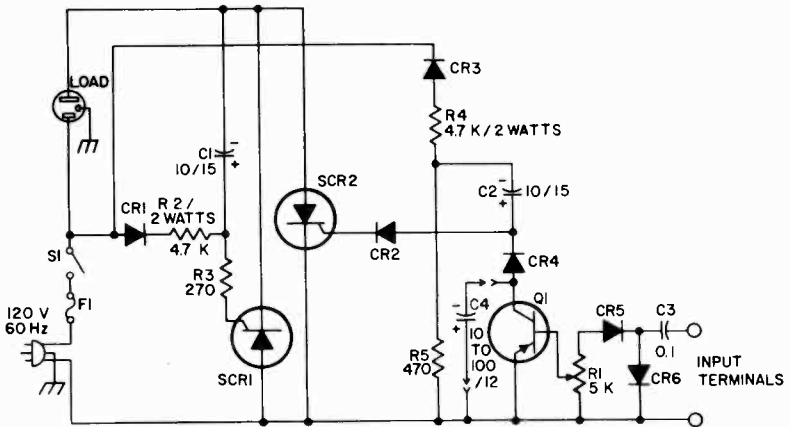 LOAD
CR3
R4
4.7 K/2 WATTS
C1
10/15
SCR2
C2
10/15
CR1
R2/
2 WATTS
4.7 K
CR2
CR4
S1
R3
270
Q1
C4
10
TO
100
/12
CR5
C3
0.1
F1
120 V
60 Hz
R5
470
SCR1
R1
5 K
CR6
INPUT
TERMINALS